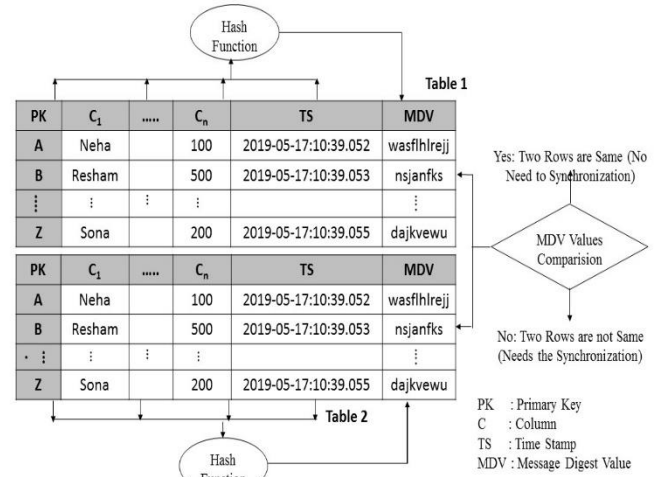 Hash
Function
Table 1
PK C1 ..... Cn TS MDV
A Neha 100 2019-05-17:10:39.052 wasflhlrejj
B Resham 500 2019-05-17:10:39.053 nsjanfks
Z Sona 200 2019-05-17:10:39.055 dajkvewu
PK C1 ..... Cn TS MDV
A Neha 100 2019-05-17:10:39.052 wasflhlrejj
B Resham 500 2019-05-17:10:39.053 nsjanfks
Z Sona 200 2019-05-17:10:39.055 dajkvewu
Table 2
Hash
Function
Yes: Two Rows are Same (No
Need to Synchronization)
MDV Values
Comparision
No: Two Rows are not Same
(Needs the Synchronization)
PK : Primary Key
C : Column
TS : Time Stamp
MDV : Message Digest Value